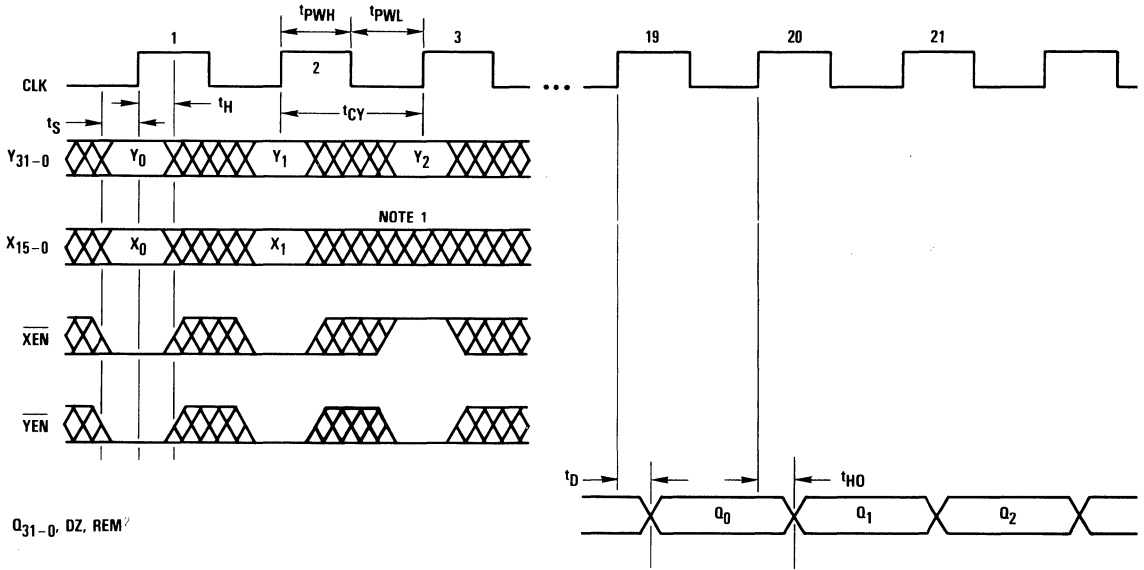 tPWH tPWL
1 2 3 19 20 21
CLK
•••
tH
tCY
tS
Y31-0 Y0 Y1 Y2
NOTE 1
X15-0 X0 X1
XEN
YEN
tD tHO
Q31-0, DZ, REM Q0 Q1 Q2